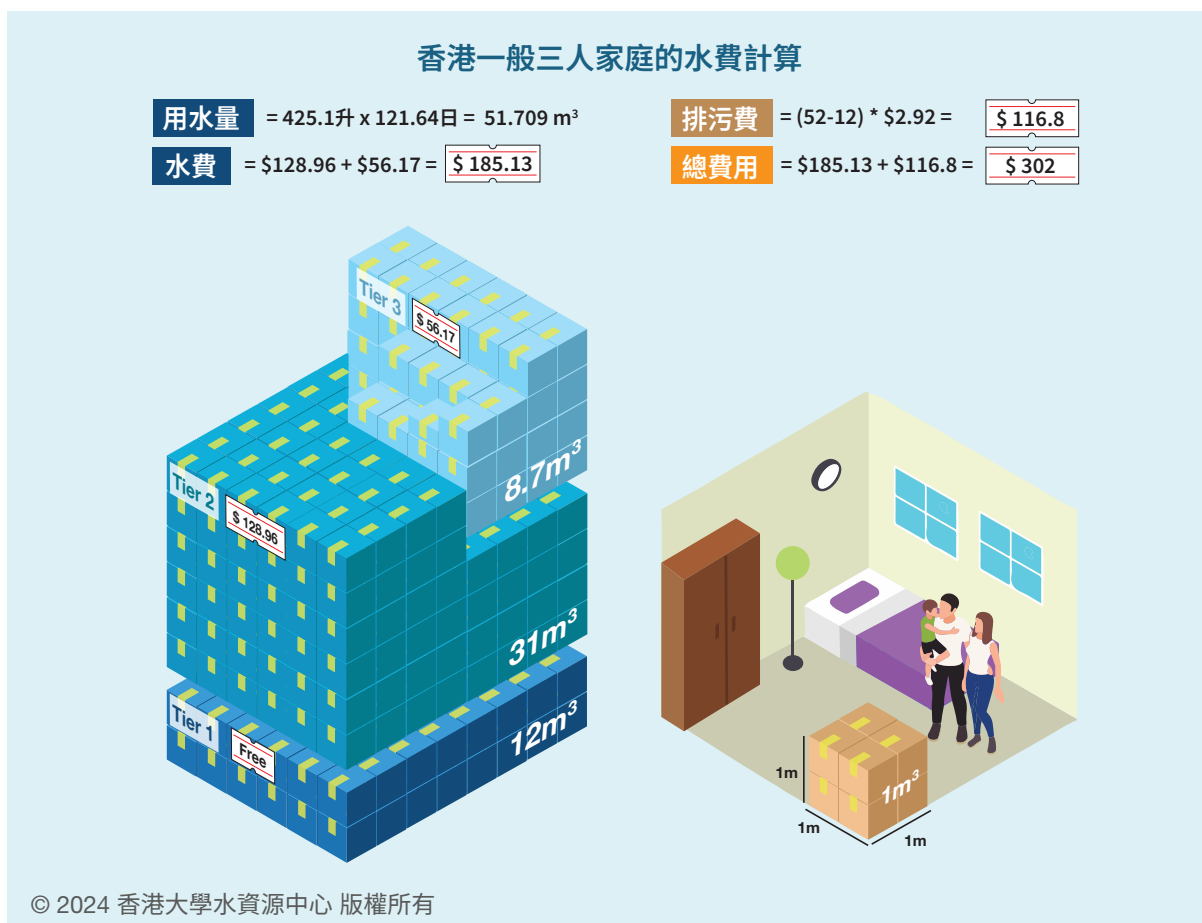 香港一般三人家庭的水費計算
用水量 = 425.1升 x 121.64日 = 51.709 m³
水費 = $128.96 + $56.17 = $ 185.13
排污費 = (52-12) * $2.92 = $ 116.8
總費用 = $185.13 + $116.8 = $ 302
Tier 3
$ 56.17
8.7m³
Tier 2
$ 128.96
31m³
Tier 1
Free
12m³
1m
1m³
1m
1m
© 2024 香港大學水資源中心 版權所有